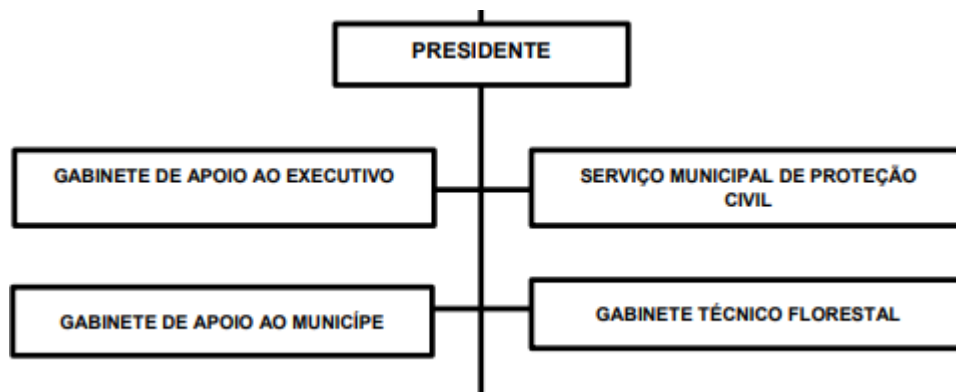 PRESIDENTE
GABINETE DE APOIO AO EXECUTIVO
SERVIÇO MUNICIPAL DE PROTEÇÃO
CIVIL
GABINETE DE APOIO AO MUNICÍPE
GABINETE TÉCNICO FLORESTAL